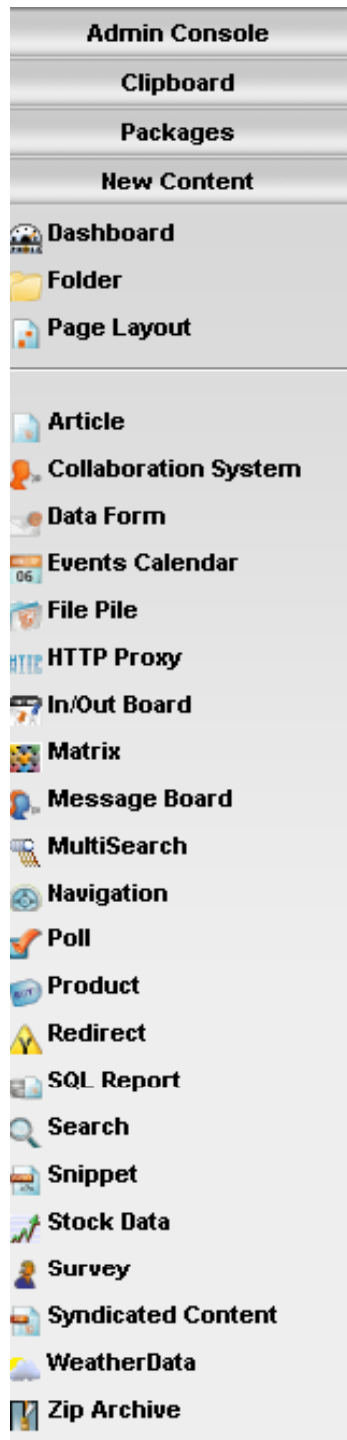 Admin Console
Clipboard
Packages
New Content
Dashboard
Folder
Page Layout
Article
Collaboration System
Data Form
Events Calendar
06
File Pile
HTTP Proxy
In/Out Board
Matrix
Message Board
MultiSearch
Navigation
Poll
Product
Redirect
SQL Report
Search
Snippet
Stock Data
Survey
Syndicated Content
WeatherData
Zip Archive